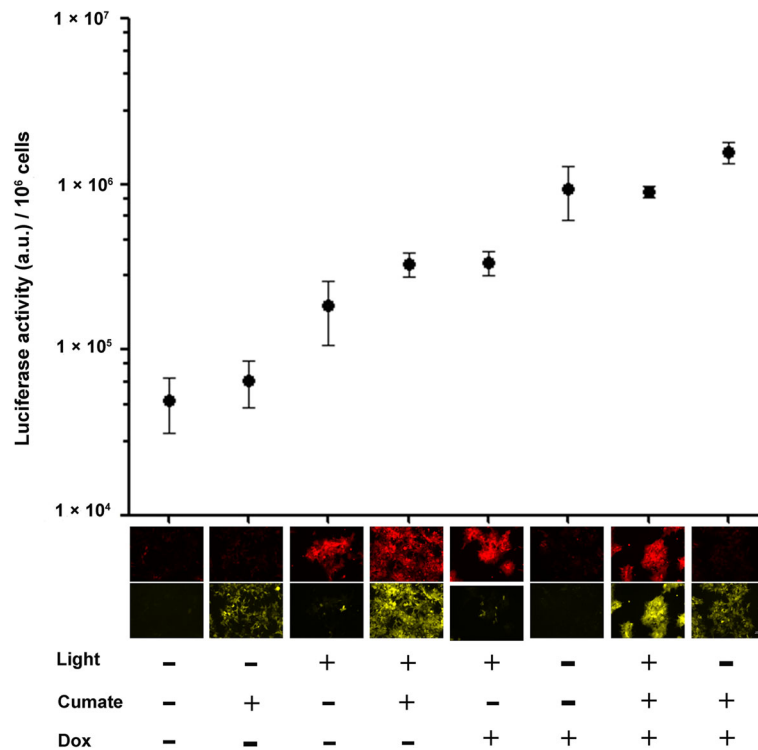 1 × 10⁷
1 × 10⁶
1 × 10⁵
1 × 10⁴
Luciferase activity (a.u.) / 10⁶ cells
Light − − + + + − + −
Cumate − + − + − − + +
Dox − − − − + + + +